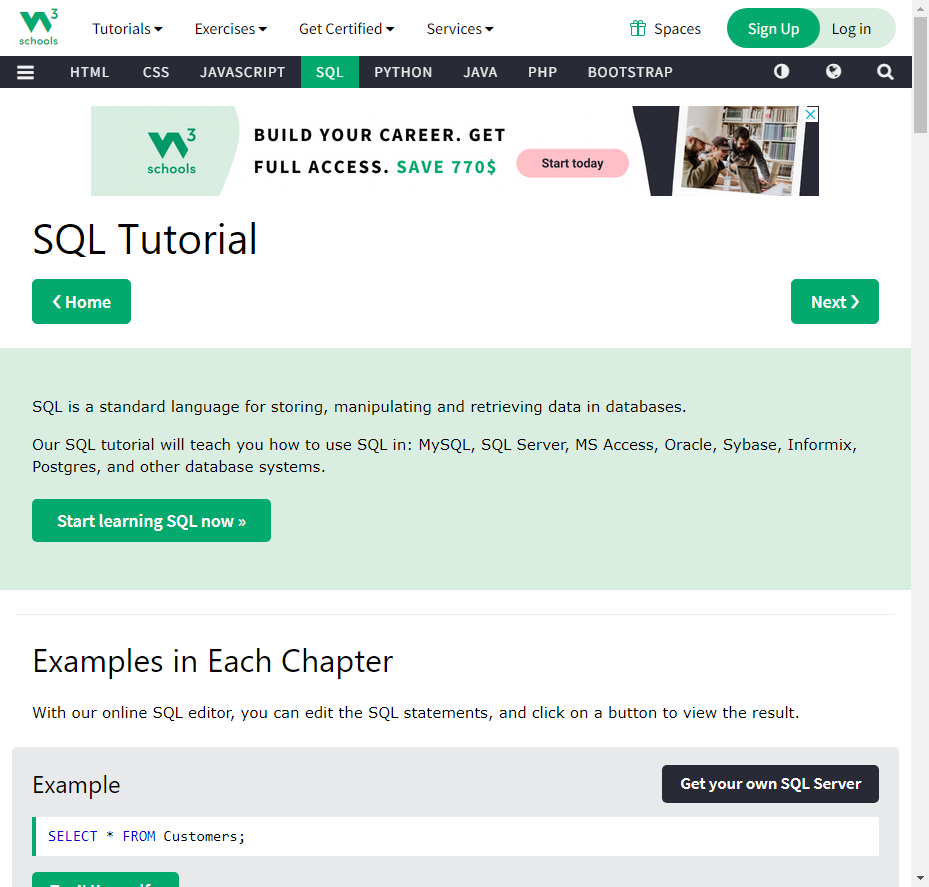 3
schools
Tutorials
Exercises
Get Certified
Services
Spaces
Sign Up
Log in
HTML
CSS
JAVASCRIPT
SQL
PYTHON
JAVA
PHP
BOOTSTRAP
3
schools
BUILD YOUR CAREER. GET
FULL ACCESS. SAVE 770$
Start today
SQL Tutorial
❮ Home
Next ❯
SQL is a standard language for storing, manipulating and retrieving data in databases.
Our SQL tutorial will teach you how to use SQL in: MySQL, SQL Server, MS Access, Oracle, Sybase, Informix,
Postgres, and other database systems.
Start learning SQL now »
Examples in Each Chapter
With our online SQL editor, you can edit the SQL statements, and click on a button to view the result.
Example
Get your own SQL Server
SELECT * FROM Customers;